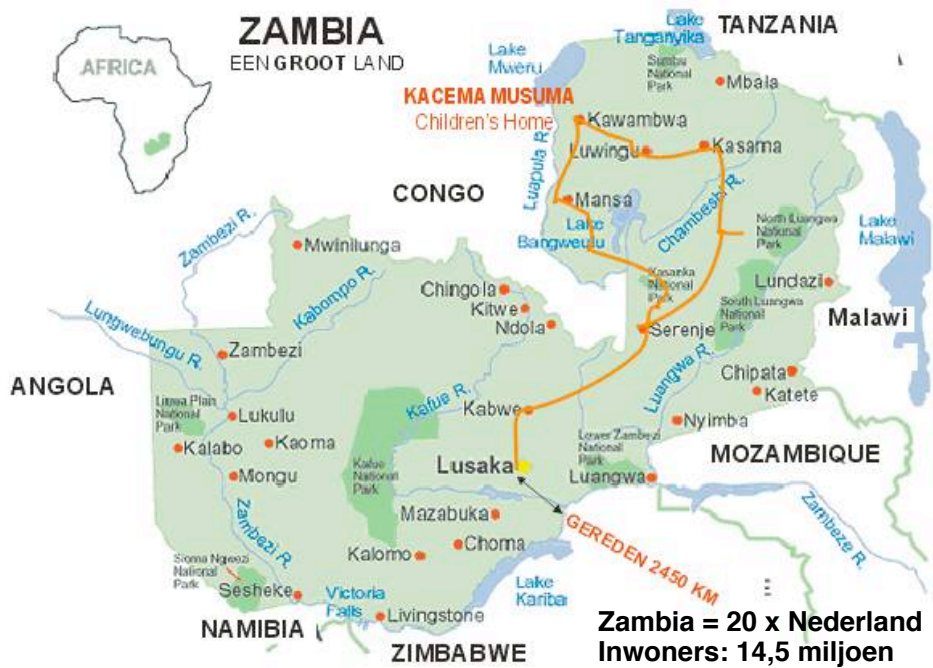 ZAMBIA
EEN GROOT LAND
AFRICA
Lake
Mweru
Lake
Tanganyika
TANZANIA
Sumbu
National
Park
Mbala
KACEMA MUSUMA
Children's Home
Kawambwa
Luwingu
Kasama
Luapula R.
CONGO
Mansa
Chambeshi R.
Lake
Bangweulu
North Luangwa
National
Park
Lake
Malawi
Zambezi R.
Mwinilunga
Kabompo R.
Chingola
Kitwe
Ndola
Kasanka
National
Park
Lundazi
South Luangwa
National
Park
Malawi
Serenje
Lungwebungu R.
Zambezi
Luangwa R.
ANGOLA
Chipata
Katete
Liuwa Plain
National
Park
Lukulu
Kafue R.
Kabwe
Nyimba
Kalabo
Kaoma
Lower Zambezi
National
Park
MOZAMBIQUE
Mongu
Kafue
National
Park
Lusaka
Luangwa
Zambezi R.
Mazabuka
GEREDEN 2450 KM
Zambeze R.
Choma
Kalomo
Sioma Ngwezi
National
Park
Sesheke
Victoria
Falls
Lake
Kariba
Livingstone
NAMIBIA
ZIMBABWE
Zambia = 20 x Nederland
Inwoners: 14,5 miljoen